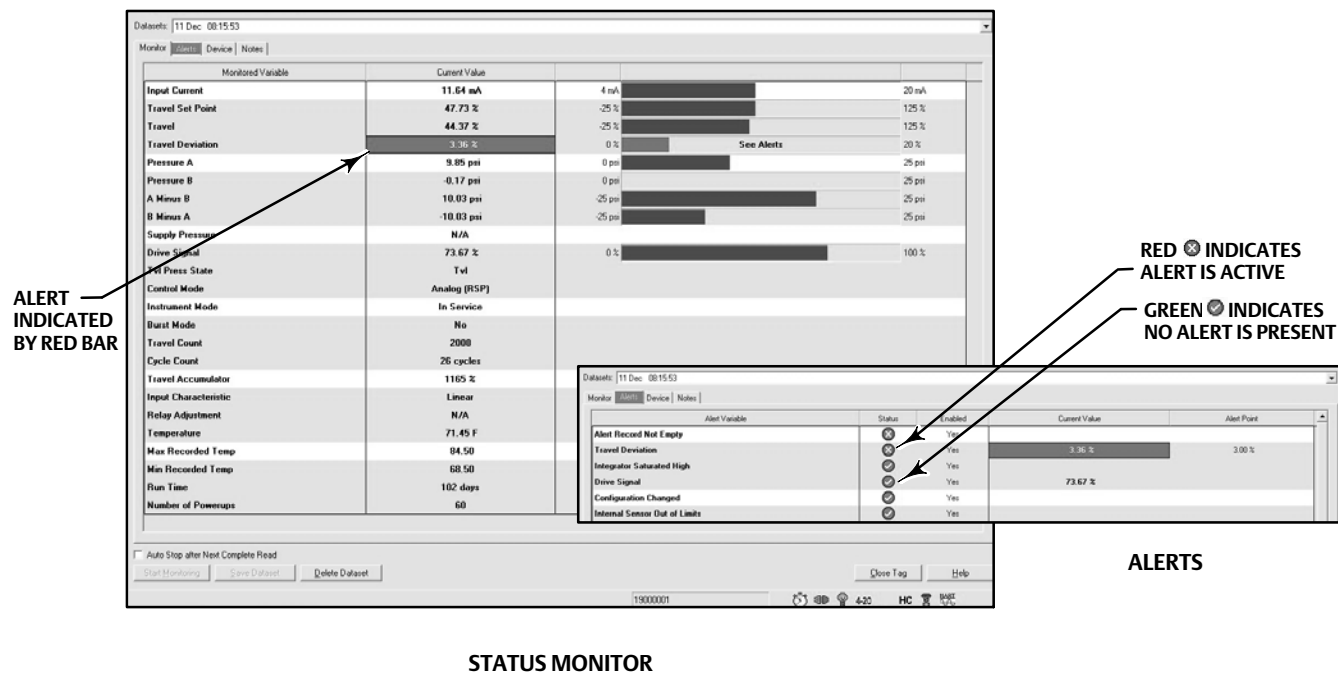 Datasets: 11 Dec 08:15:53
Monitor Alerts Device Notes
Monitored Variable Current Value
Input Current 11.64 mA 4 mA 20 mA
Travel Set Point 47.73 % -25 % 125 %
Travel 44.37 % -25 % 125 %
Travel Deviation 3.36 % 0 % See Alerts 20 %
Pressure A 9.85 psi 0 psi 25 psi
Pressure B -0.17 psi 0 psi 25 psi
A Minus B 10.03 psi -25 psi 25 psi
B Minus A -10.03 psi -25 psi 25 psi
Supply Pressure N/A
Drive Signal 73.67 % 0 % 100 %
Tvl Press State Tvl
Control Mode Analog (RSP)
Instrument Mode In Service
Burst Mode No
Travel Count 2000
Cycle Count 26 cycles
Travel Accumulator 1165 %
Input Characteristic Linear
Relay Adjustment N/A
Temperature 71.45 F
Max Recorded Temp 84.50
Min Recorded Temp 68.50
Run Time 102 days
Number of Powerups 60
Auto Stop after Next Complete Read
Start Monitoring Save Dataset Delete Dataset Close Tag Help
19000001 4-20 HC
ALERT
INDICATED
BY RED BAR
RED INDICATES
ALERT IS ACTIVE
GREEN INDICATES
NO ALERT IS PRESENT
Datasets: 11 Dec 08:15:53
Monitor Alerts Device Notes
Alert Variable Status Enabled Current Value Alert Point
Alert Record Not Empty Yes
Travel Deviation Yes 3.36 % 3.00 %
Integrator Saturated High Yes
Drive Signal Yes 73.67 %
Configuration Changed Yes
Internal Sensor Out of Limits Yes
ALERTS
STATUS MONITOR